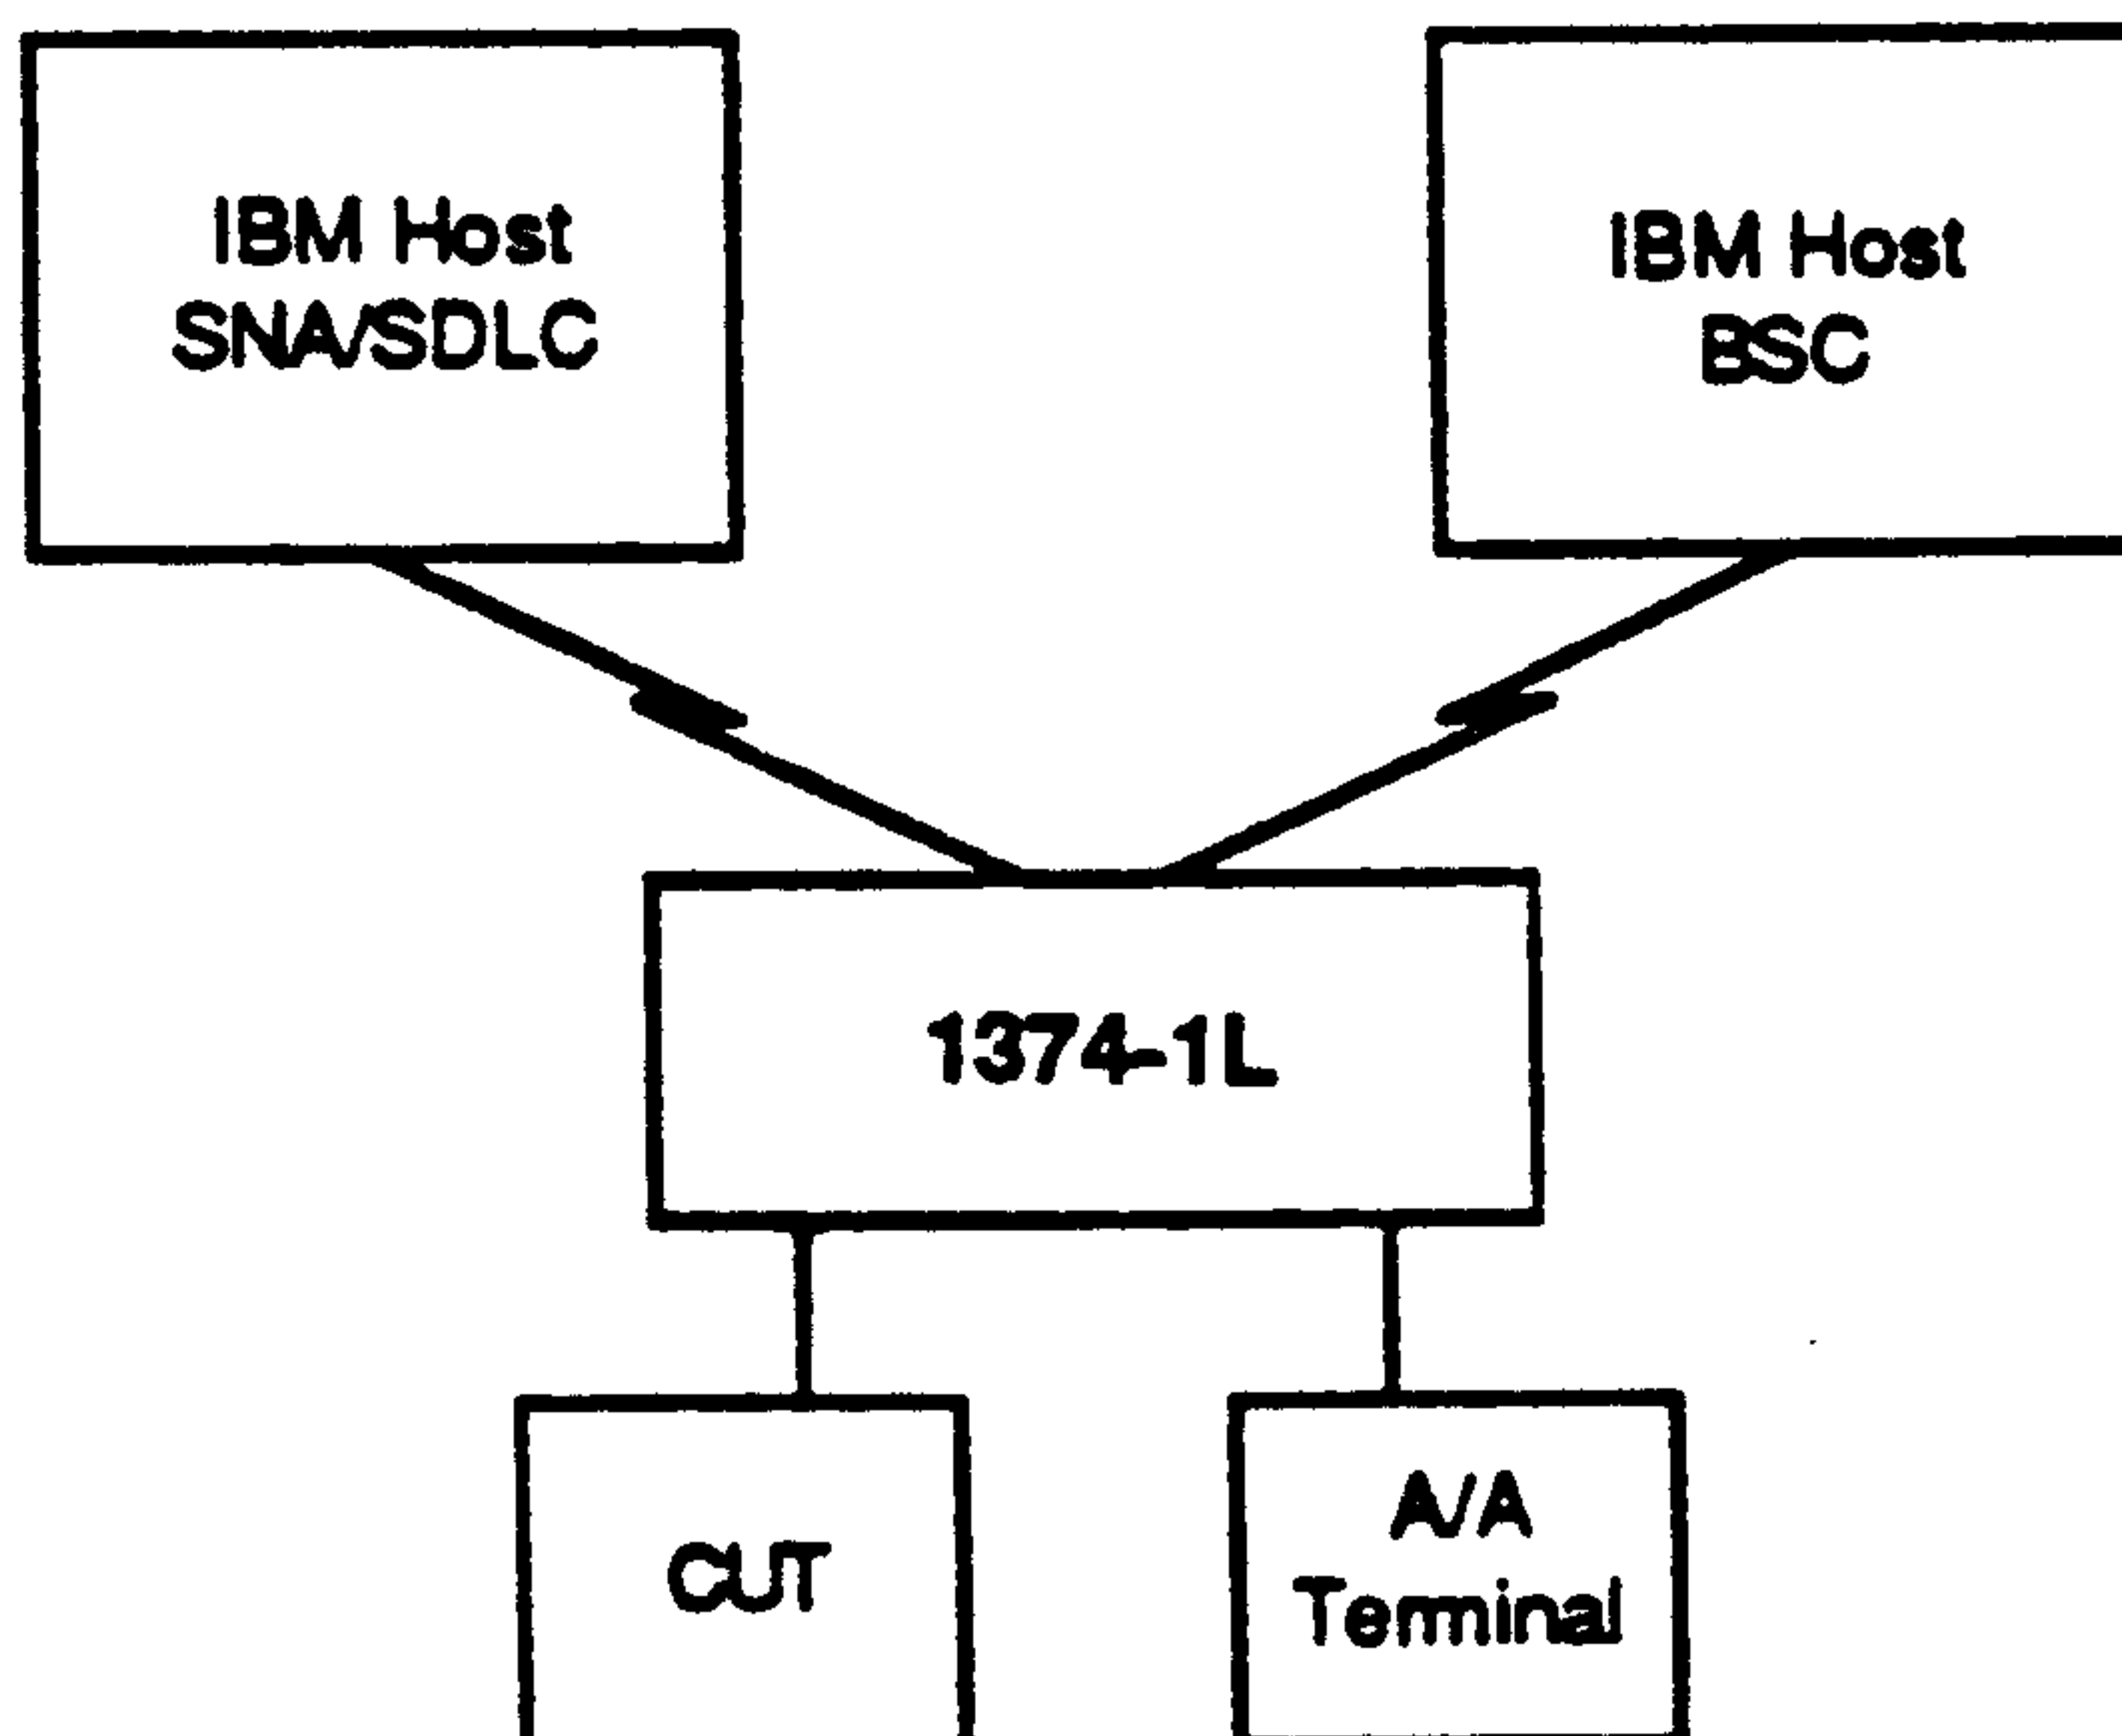 IBM Host
SNA/SDLC
IBM Host
BSC
1374-1L
CUT
A/A
Terminal